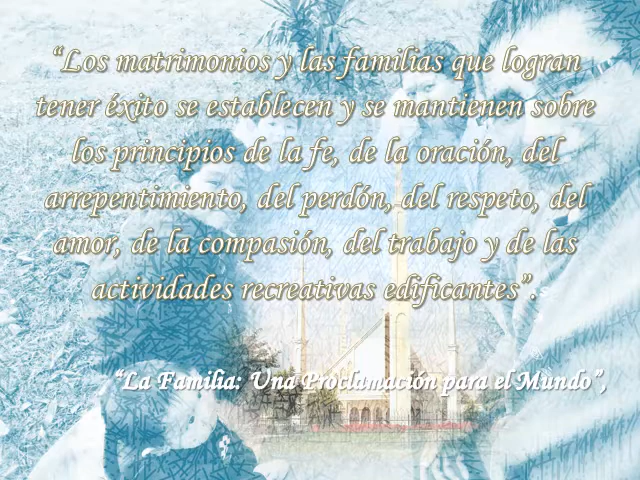 “Los matrimonios y las familias que logran
tener éxito se establecen y se mantienen sobre
los principios de la fe, de la oración, del
arrepentimiento, del perdón, del respeto, del
amor, de la compasión, del trabajo y de las
actividades recreativas edificantes”.
“La Familia: Una Proclamación para el Mundo”,